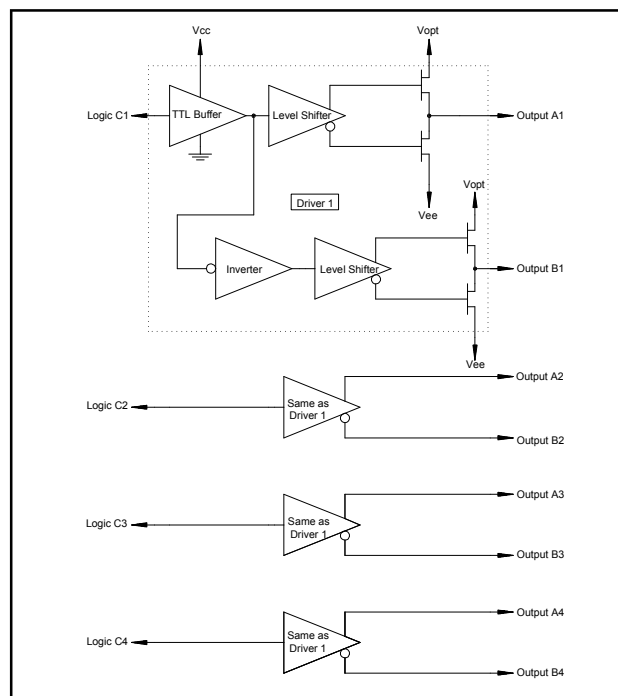 Vcc
Vopt
Logic C1
TTL Buffer
Level Shifter
Output A1
Driver 1
Vee
Vopt
Inverter
Level Shifter
Output B1
Vee
Output A2
Logic C2
Same as
Driver 1
Output B2
Output A3
Logic C3
Same as
Driver 1
Output B3
Output A4
Logic C4
Same as
Driver 1
Output B4